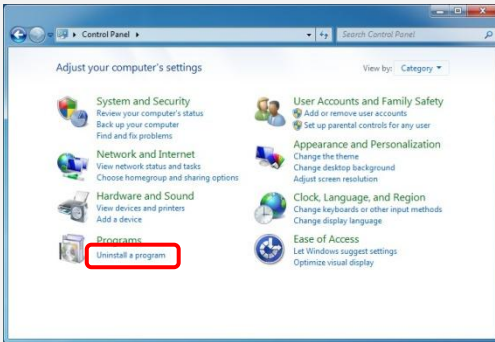 Control Panel
Search Control Panel
Adjust your computer's settings
View by: Category
System and Security
Review your computer's status
Back up your computer
Find and fix problems
Network and Internet
View network status and tasks
Choose homegroup and sharing options
Hardware and Sound
View devices and printers
Add a device
Programs
Uninstall a program
User Accounts and Family Safety
Add or remove user accounts
Set up parental controls for any user
Appearance and Personalization
Change the theme
Change desktop background
Adjust screen resolution
Clock, Language, and Region
Change keyboards or other input methods
Change display language
Ease of Access
Let Windows suggest settings
Optimize visual display